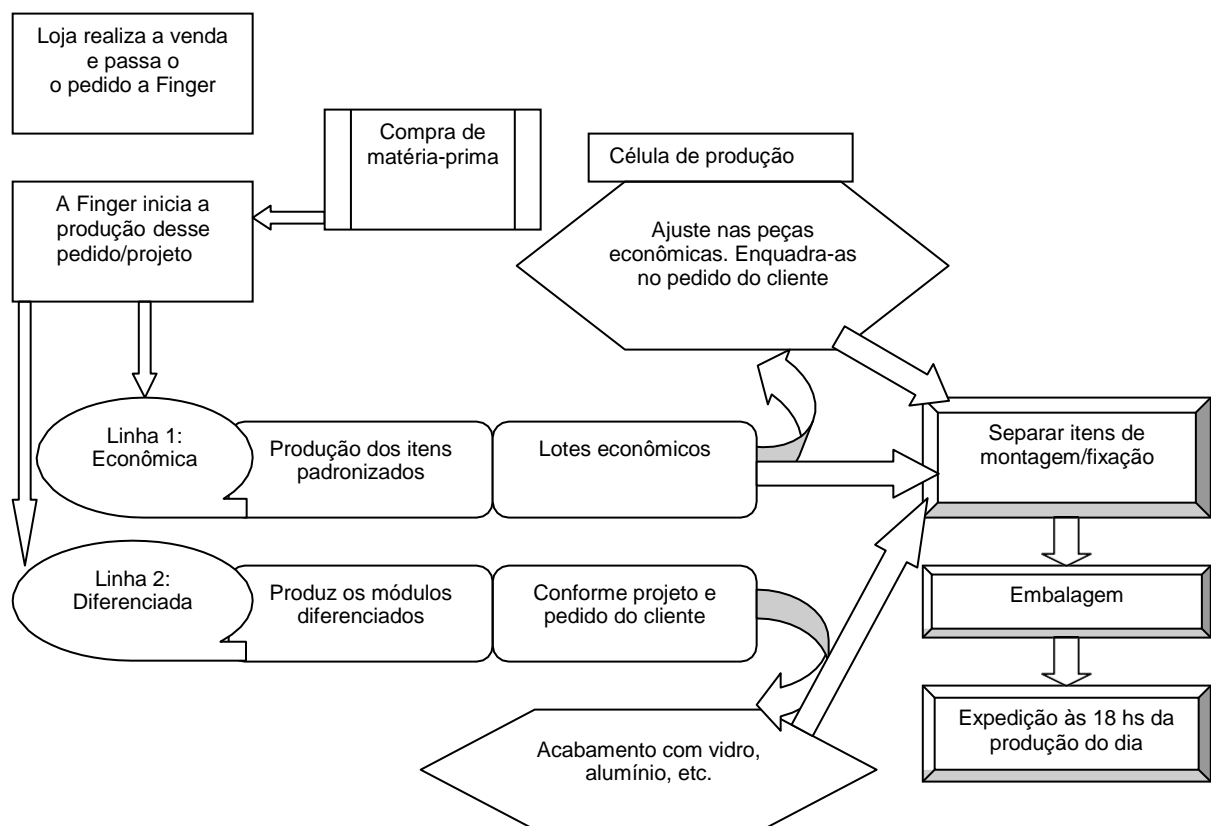 Loja realiza a venda
e passa o
o pedido a Finger
Compra de
matéria-prima
Célula de produção
A Finger inicia a
produção desse
pedido/projeto
Ajuste nas peças
econômicas. Enquadra-as
no pedido do cliente
Linha 1:
Econômica
Produção dos itens
padronizados
Lotes econômicos
Separar itens de
montagem/fixação
Linha 2:
Diferenciada
Produz os módulos
diferenciados
Conforme projeto e
pedido do cliente
Embalagem
Expedição às 18 hs da
produção do dia
Acabamento com vidro,
alumínio, etc.